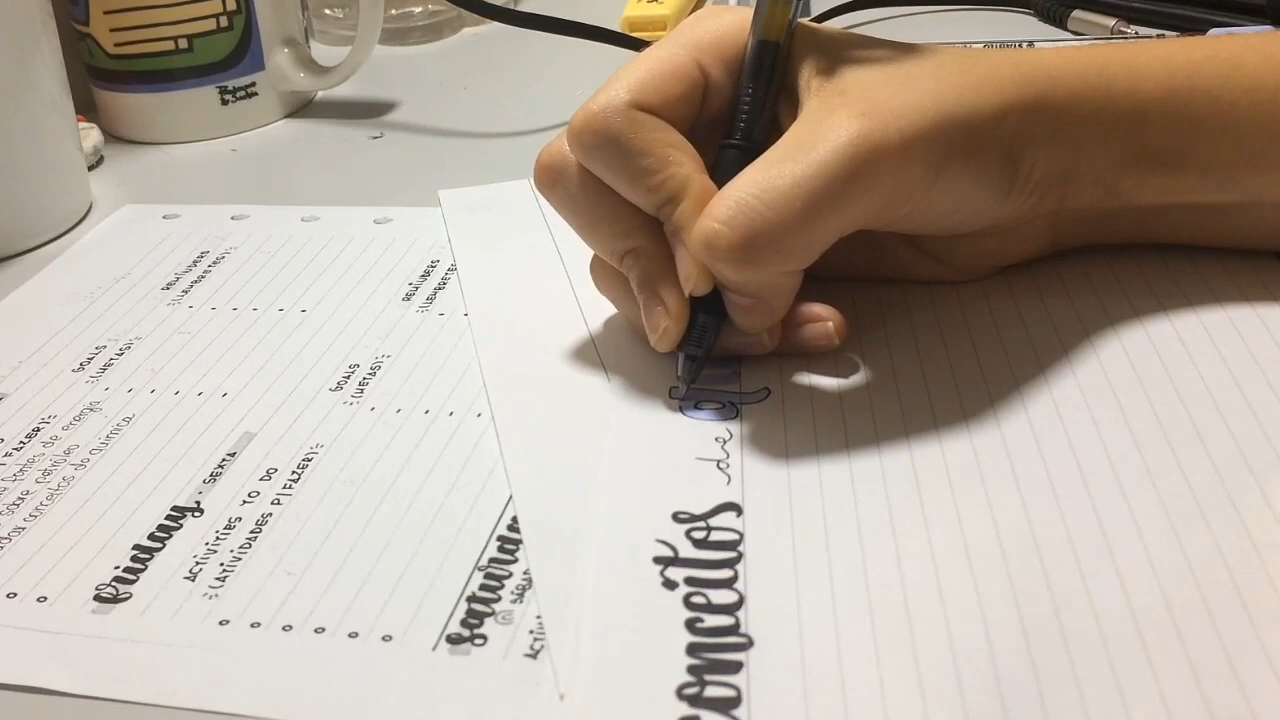 REMINDERS
=(LEMBRETES)=
GOALS
=(METAS)=
FAZER)=
fontes de energia
sobre petróleo
conceitos de química
friday • SEXTA
ACTIVITIES TO DO
=(ATIVIDADES P/FAZER)=
REMINDERS
=(LEMBRETES
GOALS
(METAS)=
saturday
conceitos de